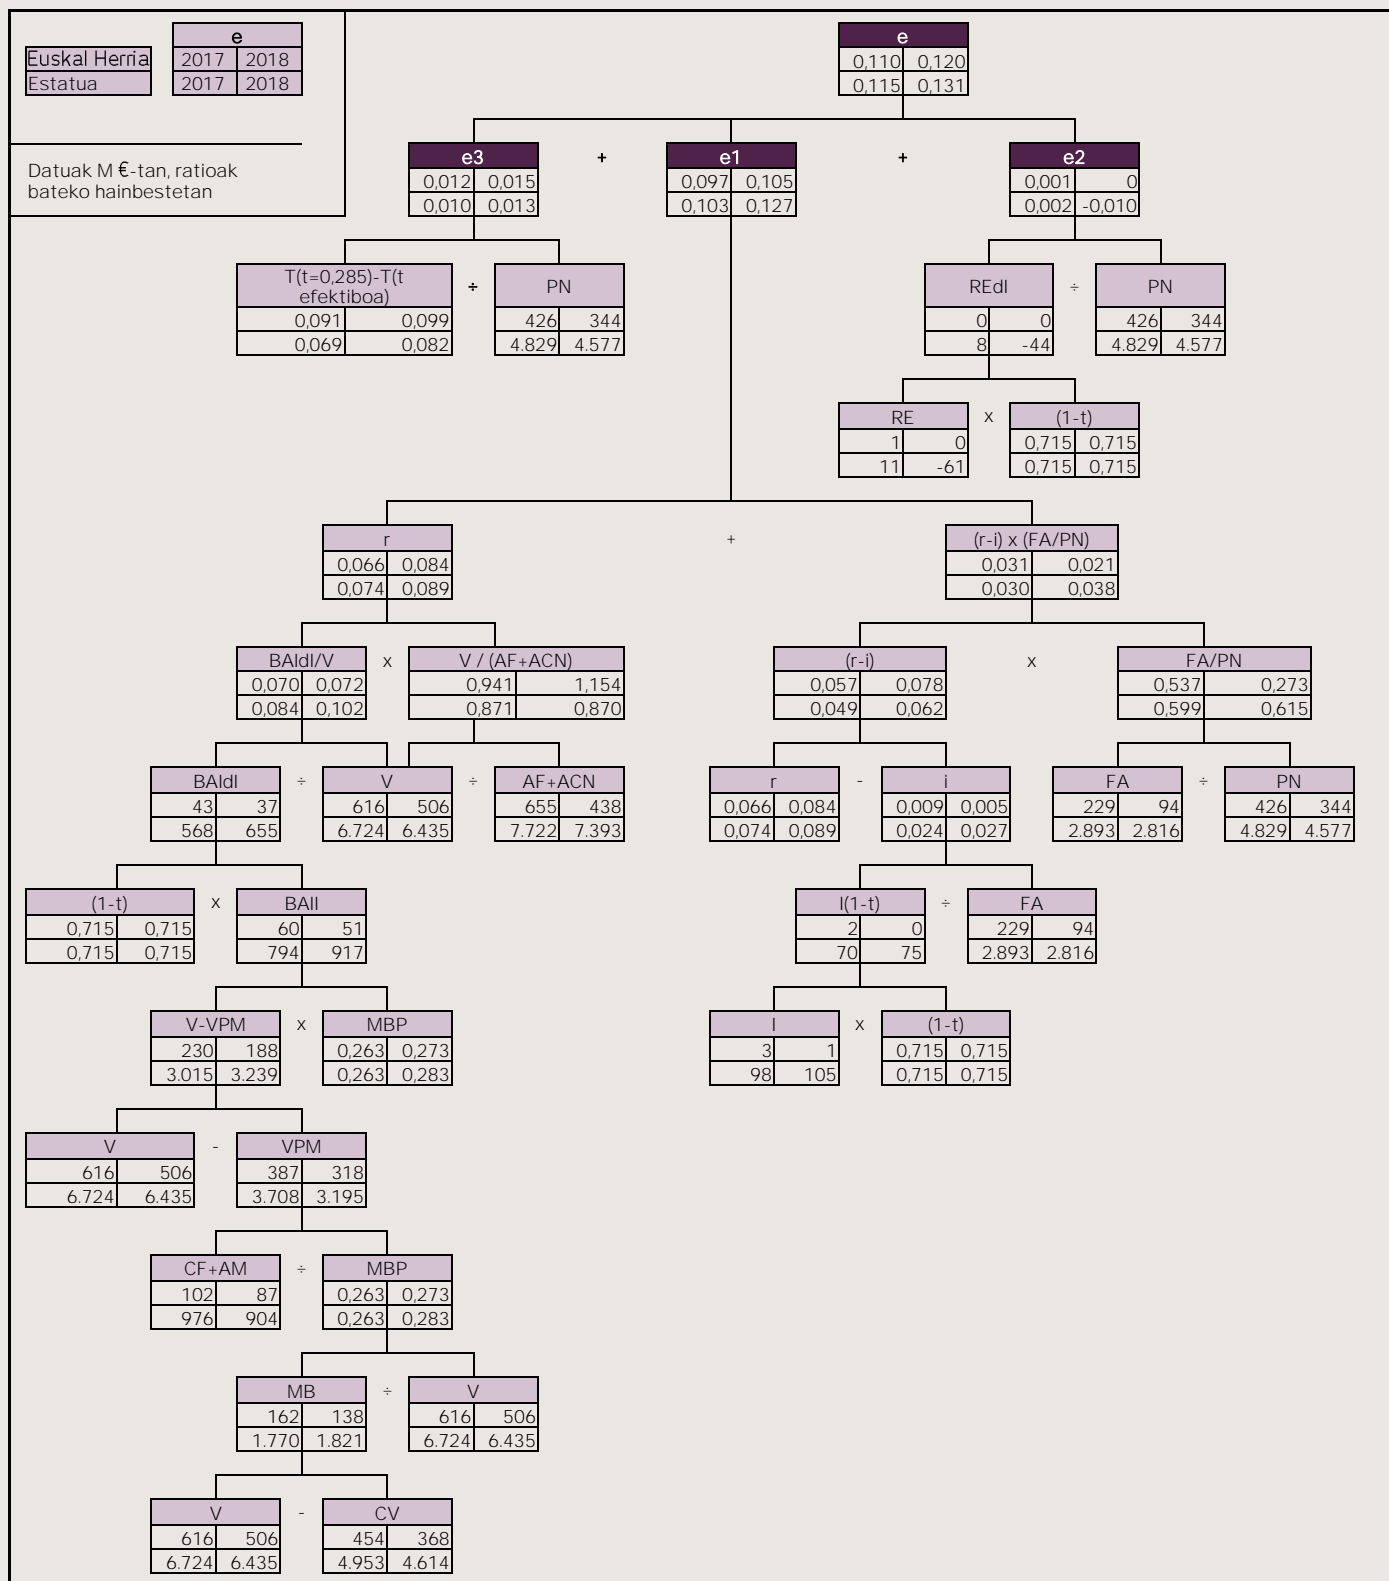 e
Euskal Herria 2017 2018
Estatua 2017 2018
Datuak M €-tan, ratioak
bateko hainbestetan
e
0,110 0,120
0,115 0,131
e3 + e1 + e2
0,012 0,015 0,097 0,105 0,001 0
0,010 0,013 0,103 0,127 0,002 -0,010
T(t=0,285)-T(t
efektiboa) ÷ PN REdI ÷ PN
0,091 0,099 426 344 0 0 426 344
0,069 0,082 4.829 4.577 8 -44 4.829 4.577
RE x (1-t)
1 0 0,715 0,715
11 -61 0,715 0,715
r + (r-i) x (FA/PN)
0,066 0,084 0,031 0,021
0,074 0,089 0,030 0,038
BAIdI/V x V / (AF+ACN) (r-i) x FA/PN
0,070 0,072 0,941 1,154 0,057 0,078 0,537 0,273
0,084 0,102 0,871 0,870 0,049 0,062 0,599 0,615
BAIdI ÷ V ÷ AF+ACN r - i FA ÷ PN
43 37 616 506 655 438 0,066 0,084 0,009 0,005 229 94 426 344
568 655 6.724 6.435 7.722 7.393 0,074 0,089 0,024 0,027 2.893 2.816 4.829 4.577
(1-t) x BAII I(1-t) ÷ FA
0,715 0,715 60 51 2 0 229 94
0,715 0,715 794 917 70 75 2.893 2.816
V-VPM x MBP I x (1-t)
230 188 0,263 0,273 3 1 0,715 0,715
3.015 3.239 0,263 0,283 98 105 0,715 0,715
V - VPM
616 506 387 318
6.724 6.435 3.708 3.195
CF+AM ÷ MBP
102 87 0,263 0,273
976 904 0,263 0,283
MB ÷ V
162 138 616 506
1.770 1.821 6.724 6.435
V - CV
616 506 454 368
6.724 6.435 4.953 4.614